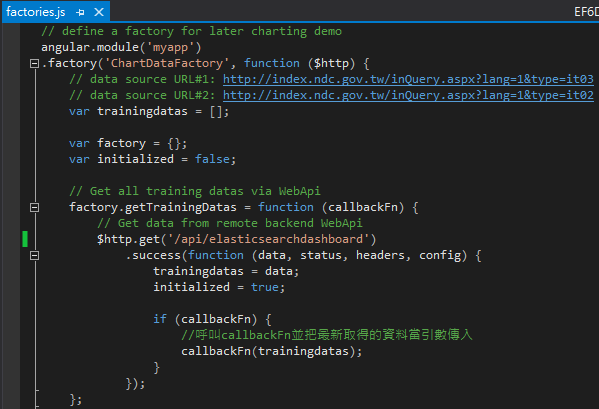 factories.js
EF6D
// define a factory for later charting demo
angular.module('myapp')
.factory('ChartDataFactory', function ($http) {
// data source URL#1: http://index.ndc.gov.tw/inQuery.aspx?lang=1&type=it03
// data source URL#2: http://index.ndc.gov.tw/inQuery.aspx?lang=1&type=it02
var trainingdatas = [];
var factory = {};
var initialized = false;
// Get all training datas via WebApi
factory.getTrainingDatas = function (callbackFn) {
// Get data from remote backend WebApi
$http.get('/api/elasticsearchdashboard')
.success(function (data, status, headers, config) {
trainingdatas = data;
initialized = true;
if (callbackFn) {
//呼叫callbackFn並把最新取得的資料當引數傳入
callbackFn(trainingdatas);
}
});
};